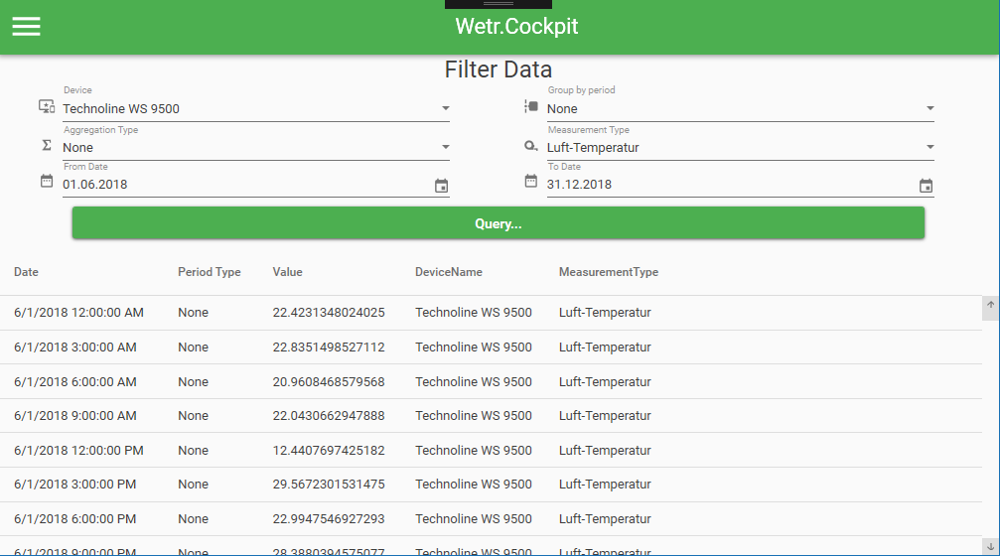 Wetr.Cockpit
Filter Data
Device Group by period
Technoline WS 9500 None
Aggregation Type Measurement Type
None Luft-Temperatur
From Date To Date
01.06.2018 31.12.2018
Query...
Date Period Type Value DeviceName MeasurementType
6/1/2018 12:00:00 AM None 22.4231348024025 Technoline WS 9500 Luft-Temperatur
6/1/2018 3:00:00 AM None 22.8351498527112 Technoline WS 9500 Luft-Temperatur
6/1/2018 6:00:00 AM None 20.9608468579568 Technoline WS 9500 Luft-Temperatur
6/1/2018 9:00:00 AM None 22.0430662947888 Technoline WS 9500 Luft-Temperatur
6/1/2018 12:00:00 PM None 12.4407697425182 Technoline WS 9500 Luft-Temperatur
6/1/2018 3:00:00 PM None 29.5672301531475 Technoline WS 9500 Luft-Temperatur
6/1/2018 6:00:00 PM None 22.9947546927293 Technoline WS 9500 Luft-Temperatur
6/1/2018 9:00:00 PM None 28.3880394575077 Technoline WS 9500 Luft-Temperatur